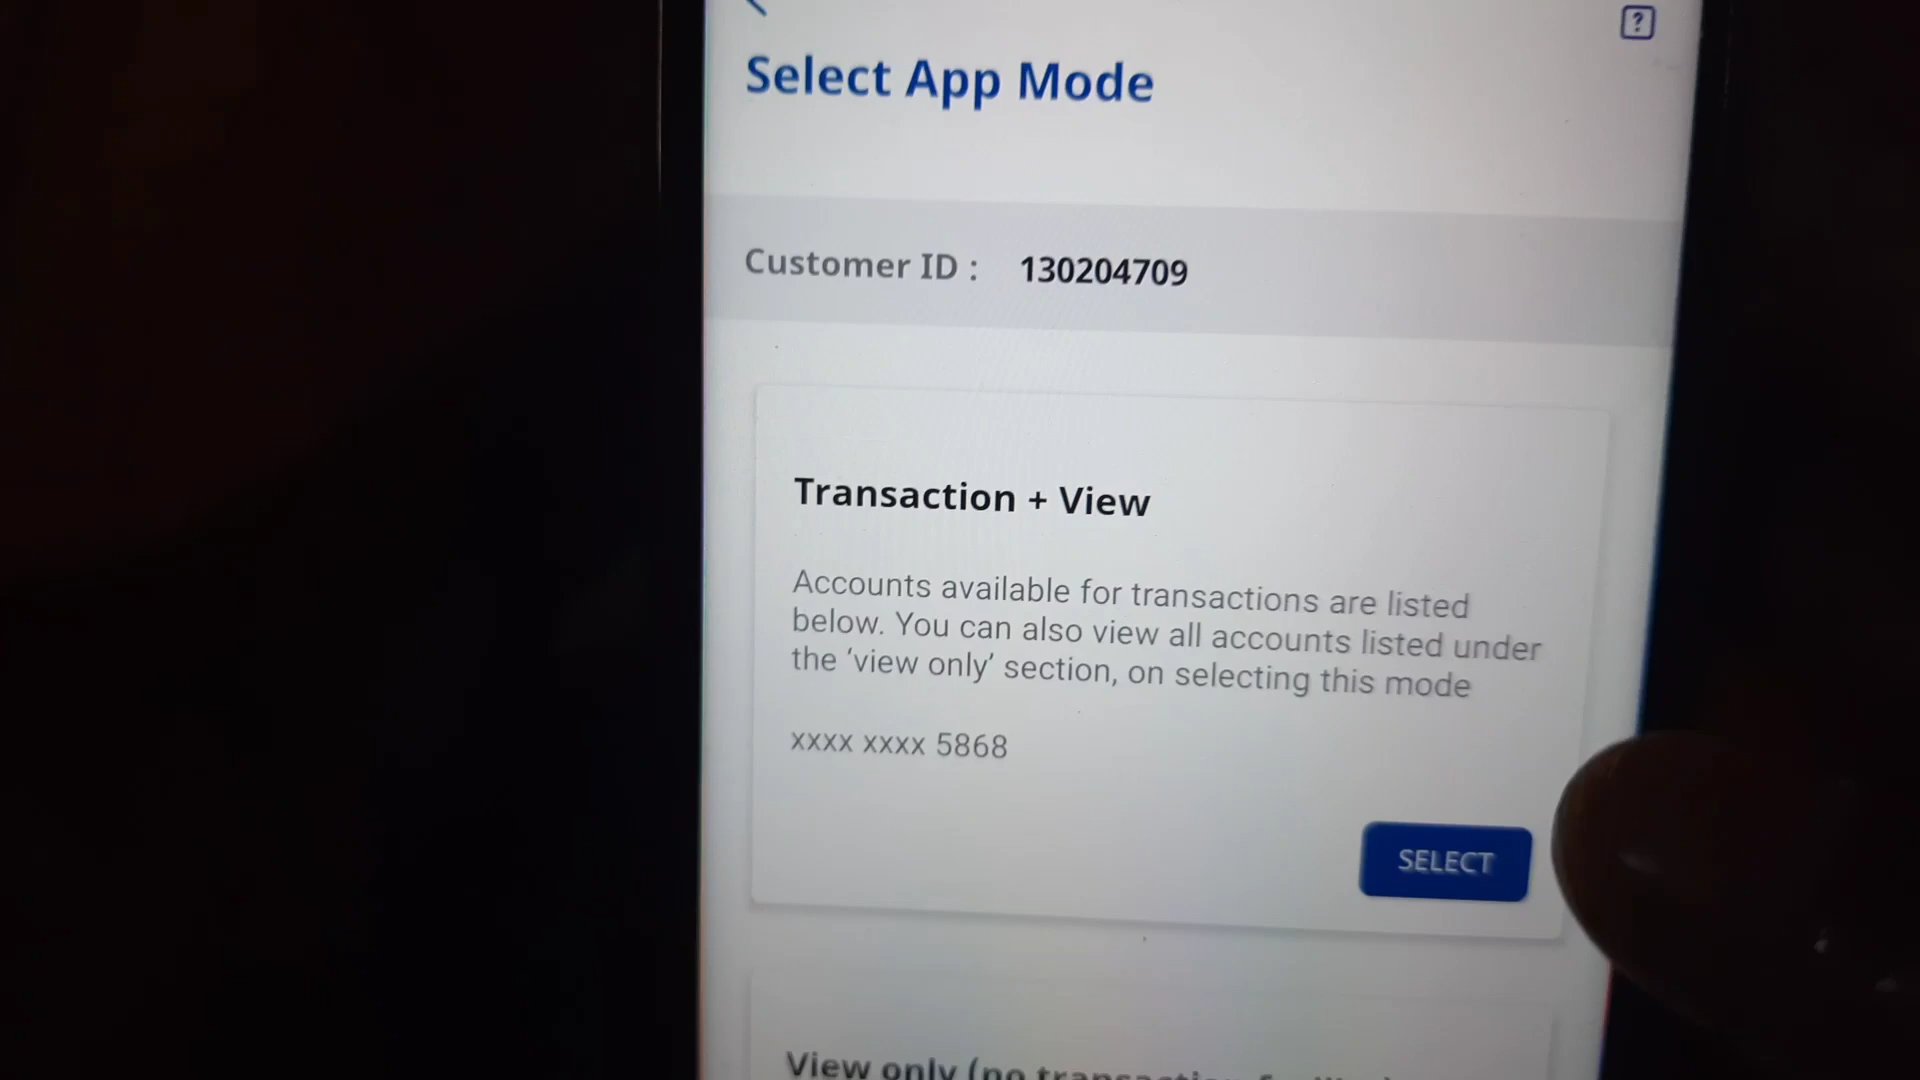 Select App Mode
Customer ID : 130204709
Transaction + View
Accounts available for transactions are listed
below. You can also view all accounts listed under
the ‘view only’ section, on selecting this mode
xxxx xxxx 5868
SELECT
View only (no